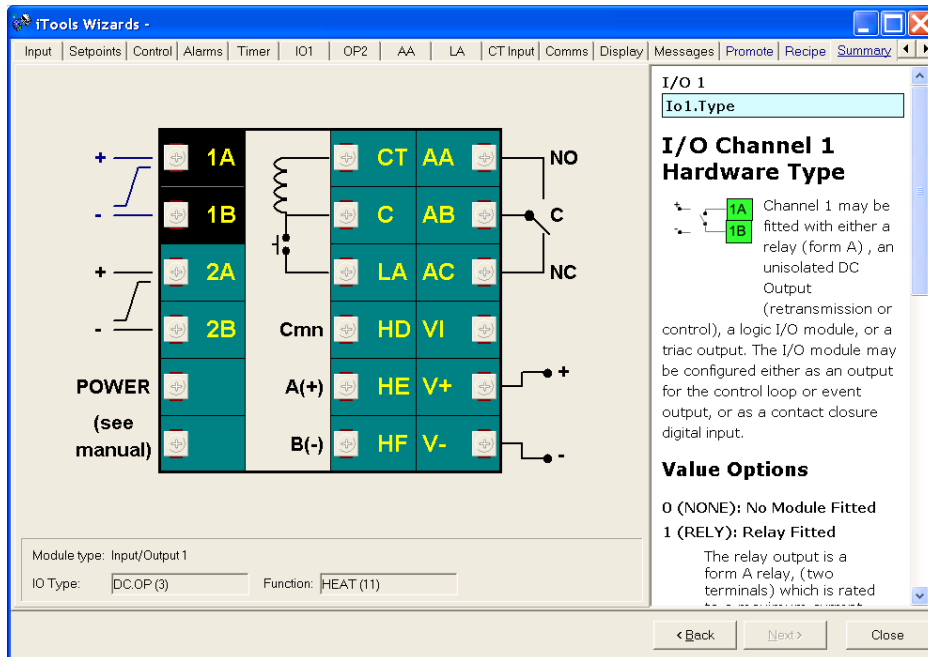 iTools Wizards -
Input Setpoints Control Alarms Timer IO1 OP2 AA LA CT Input Comms Display Messages Promote Recipe Summary
+ 1A CT AA NO
- 1B C AB C
+ 2A LA AC NC
- 2B Cmn HD VI
POWER A(+) HE V+ +
(see
manual) B(-) HF V- -
Module type: Input/Output 1
IO Type: DC.OP (3) Function: HEAT (11)
I/O 1
Io1.Type
I/O Channel 1
Hardware Type
+ 1A
- 1B
Channel 1 may be
fitted with either a
relay (form A) , an
unisolated DC
Output
(retransmission or
control), a logic I/O module, or a
triac output. The I/O module may
be configured either as an output
for the control loop or event
output, or as a contact closure
digital input.
Value Options
0 (NONE): No Module Fitted
1 (RELY): Relay Fitted
The relay output is a
form A relay, (two
terminals) which is rated
< Back Next > Close